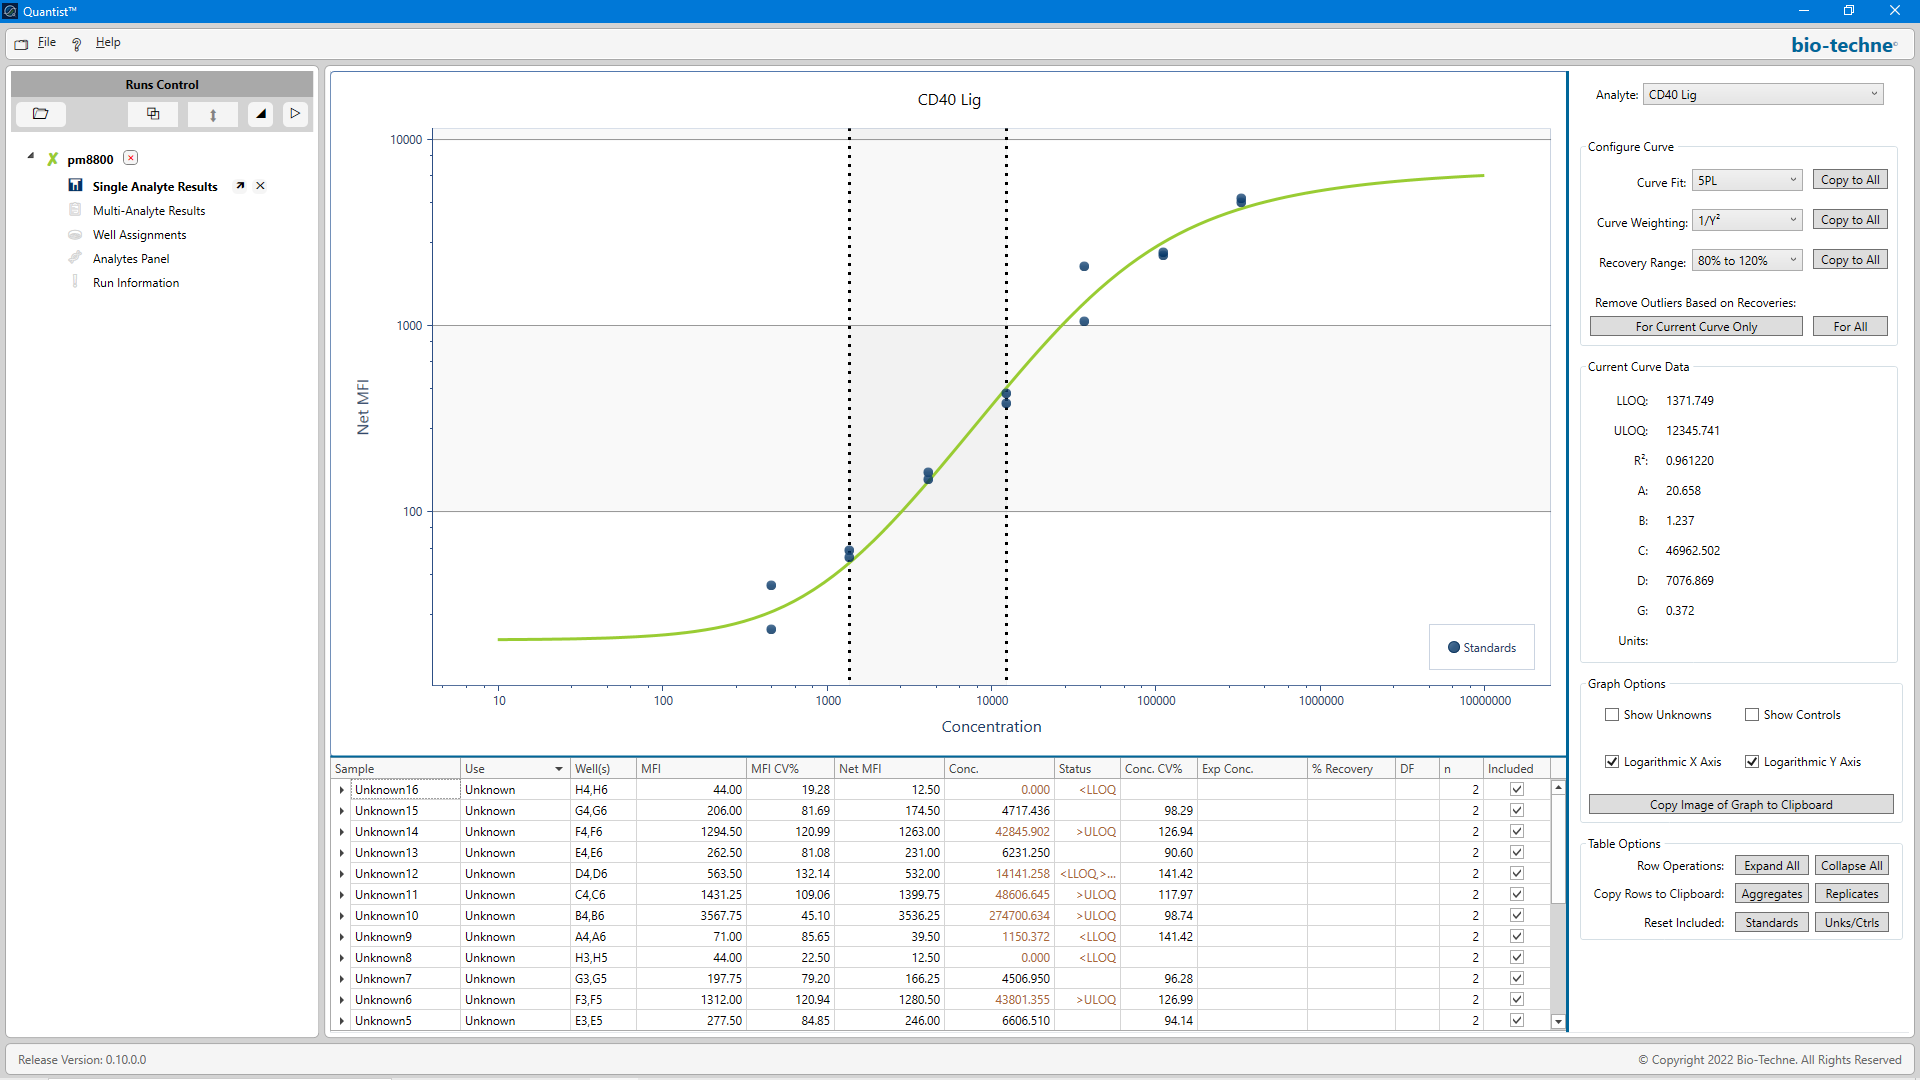 Quantist™
File
Help
bio-techne®
Runs Control
pm8800
Single Analyte Results
Multi-Analyte Results
Well Assignments
Analytes Panel
Run Information
CD40 Lig
10000
1000
100
Net MFI
10 100 1000 10000 100000 1000000 10000000
Concentration
Standards
Sample Use Well(s) MFI MFI CV% Net MFI Conc. Status Conc. CV% Exp Conc. % Recovery DF n Included
Unknown16 Unknown H4,H6 44.00 19.28 12.50 0.000 <LLOQ 2
Unknown15 Unknown G4,G6 206.00 81.69 174.50 4717.436 98.29 2
Unknown14 Unknown F4,F6 1294.50 120.99 1263.00 42845.902 >ULOQ 126.94 2
Unknown13 Unknown E4,E6 262.50 81.08 231.00 6231.250 90.60 2
Unknown12 Unknown D4,D6 563.50 132.14 532.00 14141.258 <LLOQ,>... 141.42 2
Unknown11 Unknown C4,C6 1431.25 109.06 1399.75 48606.645 >ULOQ 117.97 2
Unknown10 Unknown B4,B6 3567.75 45.10 3536.25 274700.634 >ULOQ 98.74 2
Unknown9 Unknown A4,A6 71.00 85.65 39.50 1150.372 <LLOQ 141.42 2
Unknown8 Unknown H3,H5 44.00 22.50 12.50 0.000 <LLOQ 2
Unknown7 Unknown G3,G5 197.75 79.20 166.25 4506.950 96.28 2
Unknown6 Unknown F3,F5 1312.00 120.94 1280.50 43801.355 >ULOQ 126.99 2
Unknown5 Unknown E3,E5 277.50 84.85 246.00 6606.510 94.14 2
Analyte: CD40 Lig
Configure Curve
Curve Fit: 5PL Copy to All
Curve Weighting: 1/Y² Copy to All
Recovery Range: 80% to 120% Copy to All
Remove Outliers Based on Recoveries:
For Current Curve Only For All
Current Curve Data
LLOQ: 1371.749
ULOQ: 12345.741
R²: 0.961220
A: 20.658
B: 1.237
C: 46962.502
D: 7076.869
G: 0.372
Units:
Graph Options
Show Unknowns Show Controls
Logarithmic X Axis Logarithmic Y Axis
Copy Image of Graph to Clipboard
Table Options
Row Operations: Expand All Collapse All
Copy Rows to Clipboard: Aggregates Replicates
Reset Included: Standards Unks/Ctrls
Release Version: 0.10.0.0
© Copyright 2022 Bio-Techne. All Rights Reserved